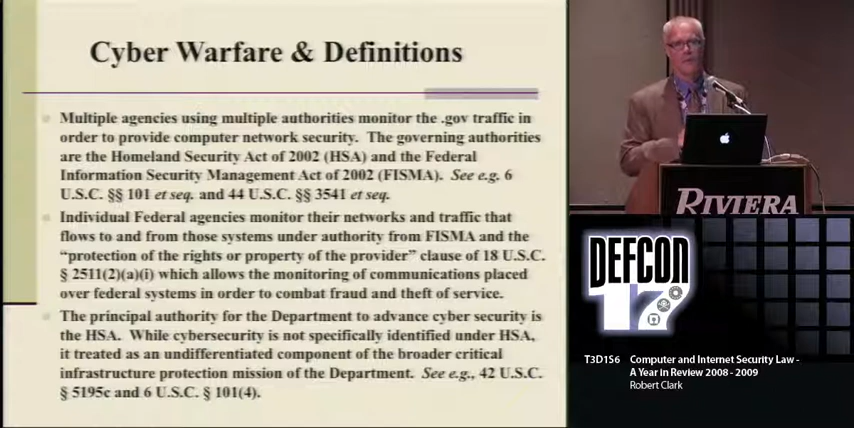 Cyber Warfare & Definitions
Multiple agencies using multiple authorities monitor the .gov traffic in
order to provide computer network security. The governing authorities
are the Homeland Security Act of 2002 (HSA) and the Federal
Information Security Management Act of 2002 (FISMA). See e.g. 6
U.S.C. §§ 101 et seq. and 44 U.S.C. §§ 3541 et seq.
Individual Federal agencies monitor their networks and traffic that
flows to and from those systems under authority from FISMA and the
“protection of the rights or property of the provider” clause of 18 U.S.C.
§ 2511(2)(a)(i) which allows the monitoring of communications placed
over federal systems in order to combat fraud and theft of service.
The principal authority for the Department to advance cyber security is
the HSA. While cybersecurity is not specifically identified under HSA,
it treated as an undifferentiated component of the broader critical
infrastructure protection mission of the Department. See e.g., 42 U.S.C.
§ 5195c and 6 U.S.C. § 101(4).
RIVIERA
DEFCON
17
T3D1S6 Computer and Internet Security Law -
A Year in Review 2008 - 2009
Robert Clark